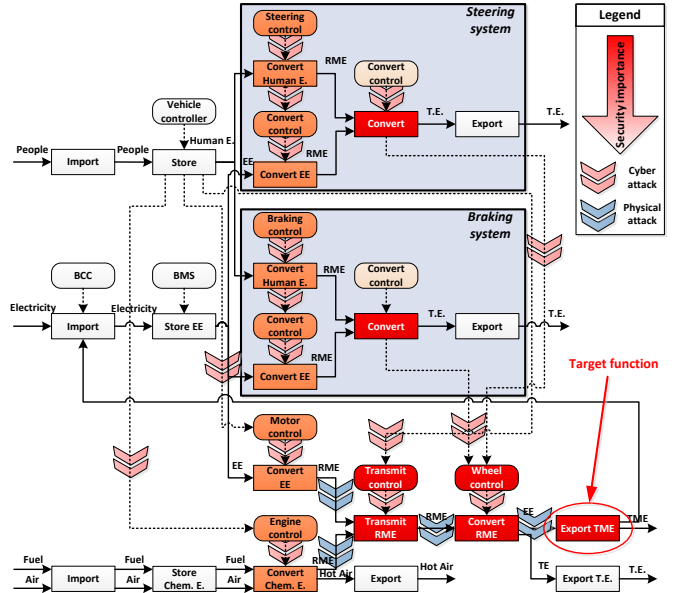 Steering
system
Steering
control
Convert
Human E.
RME
Convert
control
Convert control
Convert EE
RME
Convert
T.E.
Export
T.E.
Vehicle
controller
Human E.
EE
People
Import
People
Store
Legend
Security importance
Cyber
attack
Physical
attack
Braking
system
Braking
control
Convert
Human E.
RME
Convert
control
Convert control
Convert EE
RME
Convert
T.E.
Export
T.E.
BCC
BMS
Electricity
Import
Electricity
Store EE
Target function
Motor
control
EE
Convert
EE
RME
Transmit
control
Wheel
control
Engine
control
Transmit
RME
RME
Convert
RME
EE
Export TME
TME
TME
Fuel
Air
Import
Fuel
Air
Store
Chem. E.
Fuel
Air
Convert
Chem. E.
RME
Hot Air
Export
Hot Air
TE
Export T.E.
T.E.